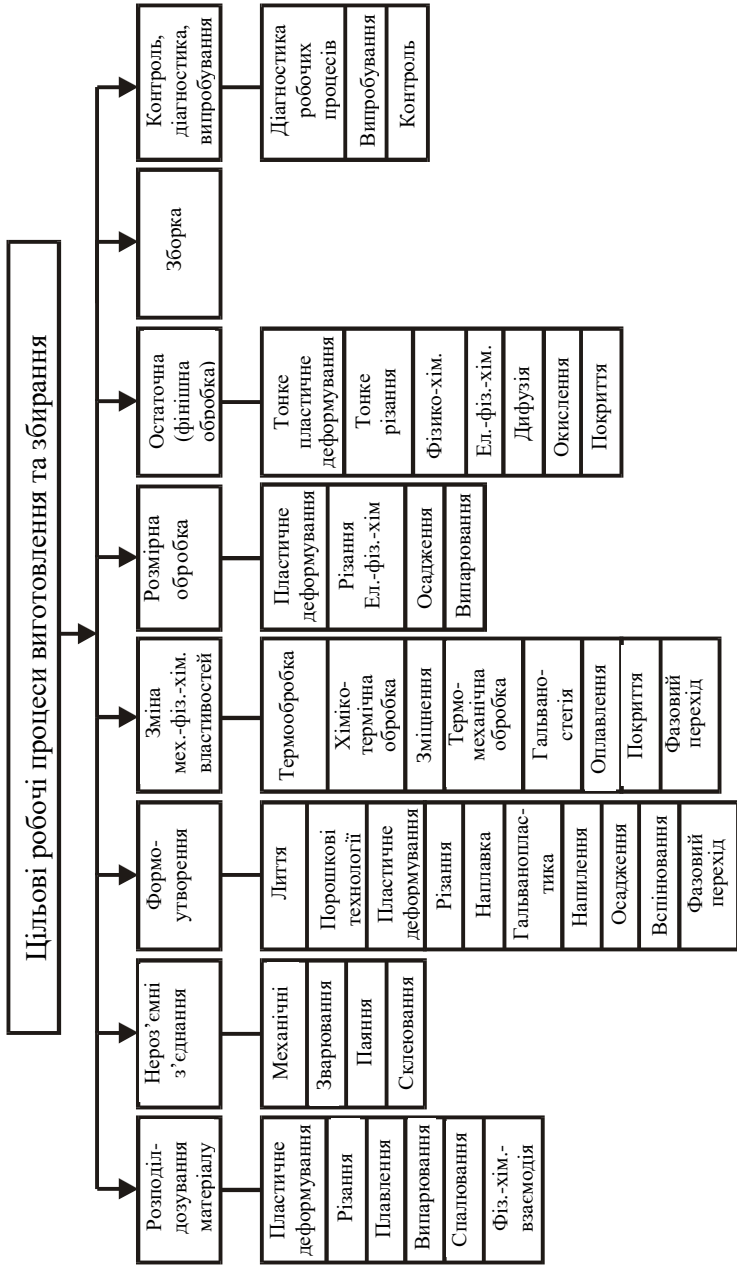 Цільові робочі процеси виготовлення та збирання
Розподіл-
дозування
матеріалу
Пластичне
деформування
Різання
Плавлення
Випарювання
Спалювання
Фіз.-хім.-
взаємодія
Нероз’ємні
з’єднання
Механічні
Зварювання
Паяння
Склеювання
Формо-
утворення
Лиття
Порошкові
технології
Пластичне
деформування
Різання
Наплавка
Гальваноплас-
тика
Напилення
Осадження
Вспінювання
Фазовий
перехід
Зміна
мех.-фіз.-хім.
властивостей
Термообробка
Хіміко-
термічна
обробка
Зміцнення
Термо-
механічна
обробка
Гальвано-
стегія
Оплавлення
Покриття
Фазовий
перехід
Розмірна
обробка
Пластичне
деформування
Різання
Ел.-фіз.-хім
Осадження
Випарювання
Остаточна
(фінішна
обробка)
Тонке
пластичне
деформування
Тонке
різання
Фізико-хім.
Ел.-фіз.-хім.
Дифузія
Окислення
Покриття
Зборка
Контроль,
діагностика,
випробування
Діагностика
робочих
процесів
Випробування
Контроль